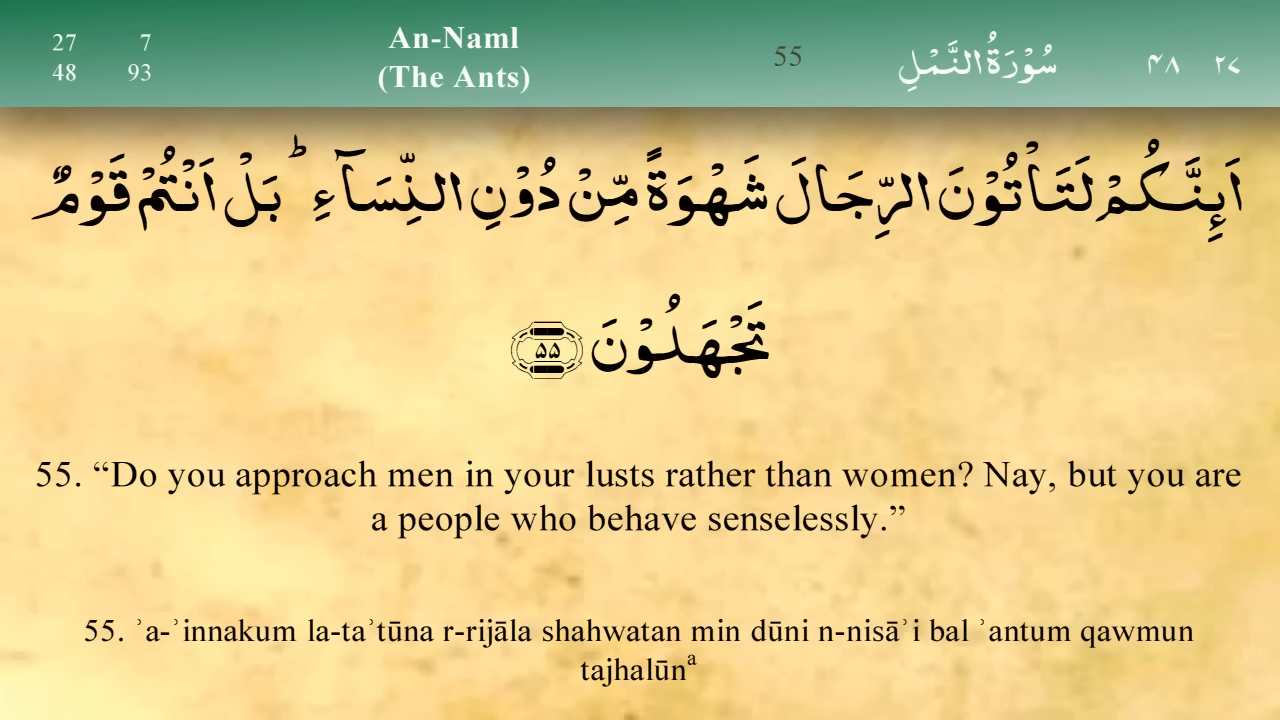 27 7
48 93
An-Naml
(The Ants)
55
سُوْرَةُ النَّمْلِ
۴۸ ۲۷
اَىِٕنَّكُمْ لَتَاْتُوْنَ الرِّجَالَ شَهْوَةً مِّنْ دُوْنِ النِّسَآءِ ؕ بَلْ اَنْتُمْ قَوْمٌ
تَجْهَلُوْنَ ۵۵
55. “Do you approach men in your lusts rather than women? Nay, but you are
a people who behave senselessly.”
55. ʾa-ʾinnakum la-taʾtūna r-rijāla shahwatan min dūni n-nisāʾi bal ʾantum qawmun
tajhalūnᵃ